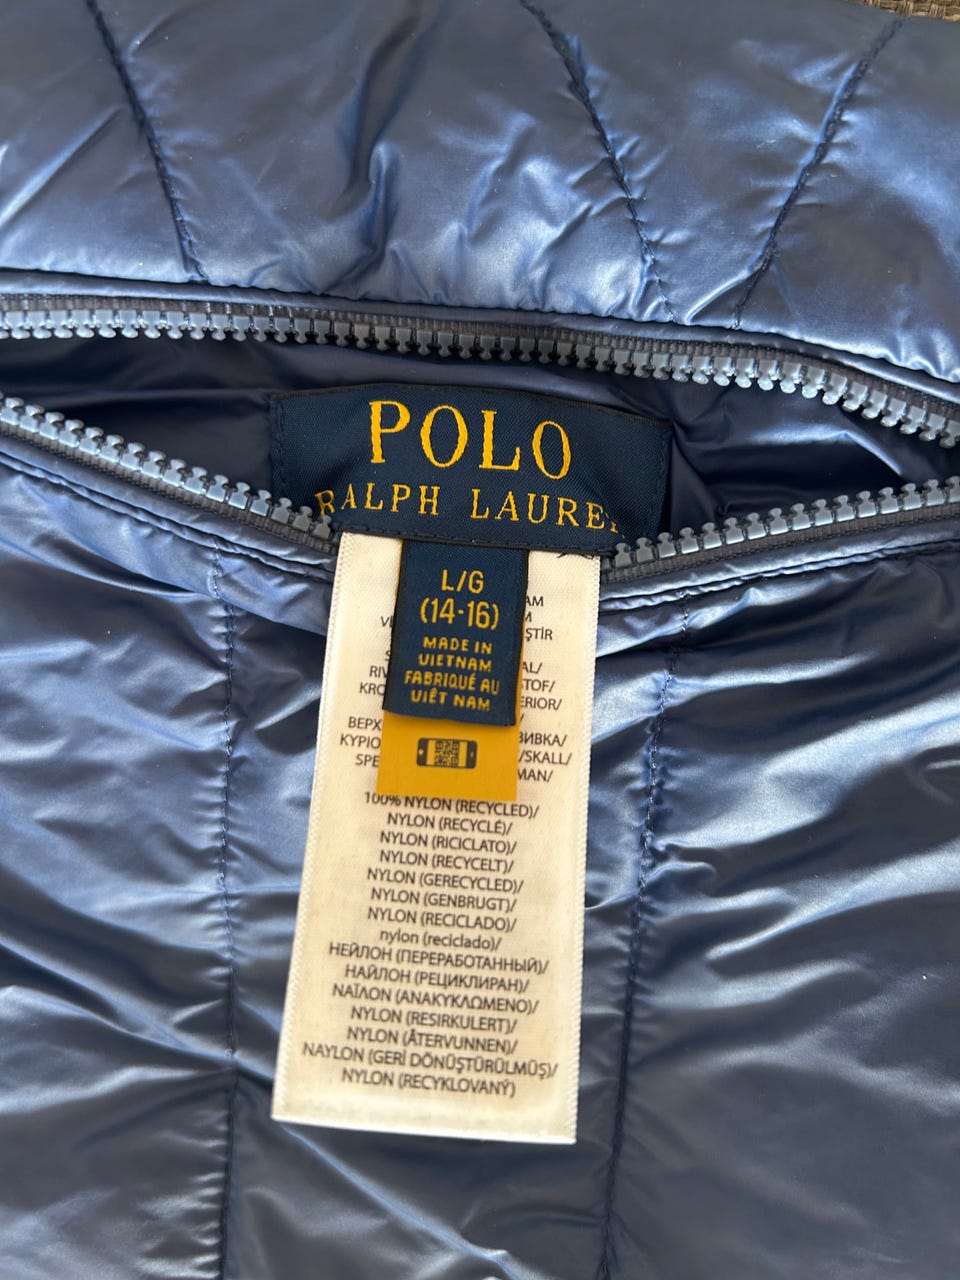 POLO
RALPH LAUREN
L/G
(14-16)
MADE IN
VIETNAM
FABRIQUÉ AU
VIÊT NAM
100% NYLON (RECYCLED)/
NYLON (RECYCLÉ)/
NYLON (RICICLATO)/
NYLON (RECYCELT)/
NYLON (GERECYCLED)/
NYLON (GENBRUGT)/
NYLON (RECICLADO)/
nylon (reciclado)/
НЕЙЛОН (ПЕРЕРАБОТАННЫЙ)/
НАЙЛОН (РЕЦИКЛИРАН)/
ΝΑΪΛΟΝ (ΑΝΑΚΥΚΛΩΜΕΝΟ)/
NYLON (RESIRKULERT)/
NYLON (ÅTERVUNNEN)/
NAYLON (GERİ DÖNÜŞTÜRÜLMÜŞ)/
NYLON (RECYKLOVANÝ)